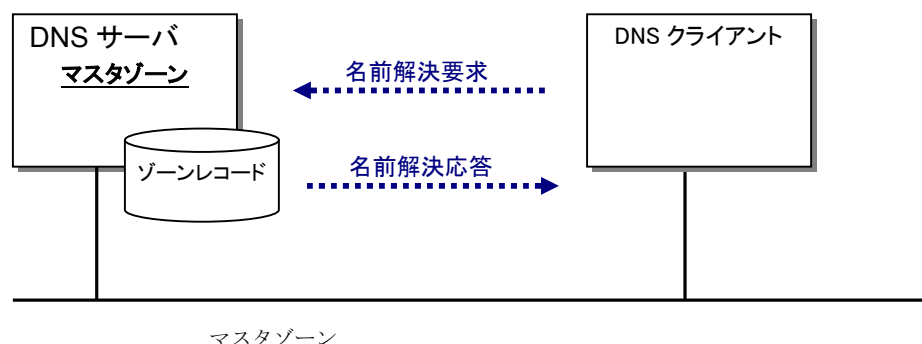 DNS サーバ
マスタゾーン
DNS クライアント
名前解決要求
ゾーンレコード
名前解決応答
マスタゾーン